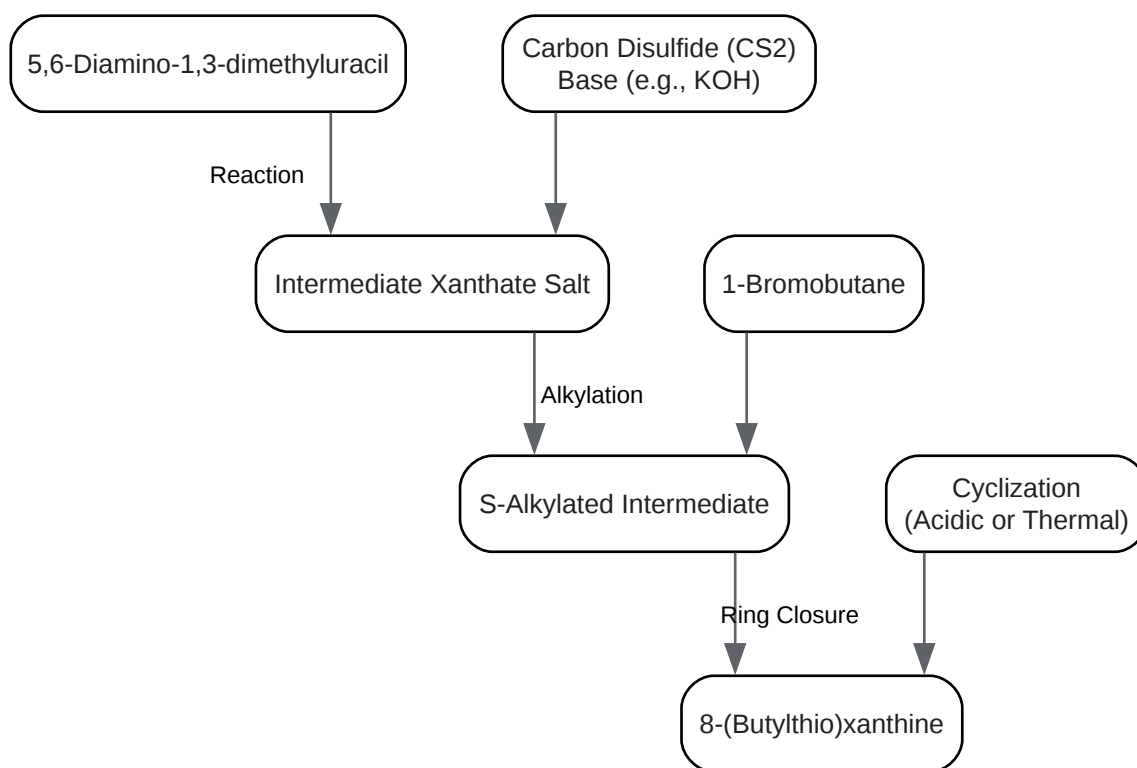 5,6-Diamino-1,3-dimethyluracil
Carbon Disulfide (CS2)
Base (e.g., KOH)
Reaction
Intermediate Xanthate Salt
1-Bromobutane
Alkylation
S-Alkylated Intermediate
Cyclization
(Acidic or Thermal)
Ring Closure
8-(Butylthio)xanthine